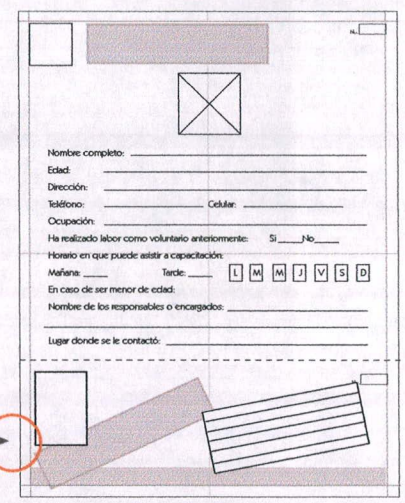 No.
Nombre completo:
Edad:
Dirección:
Teléfono: Celular:
Ocupación:
Ha realizado labor como voluntario anteriormente: Si No
Horario en que puede asistir a capacitación:
Mañana: Tarde: L M M J V S D
En caso de ser menor de edad:
Nombre de los responsables o encargados:
Lugar donde se le contactó: